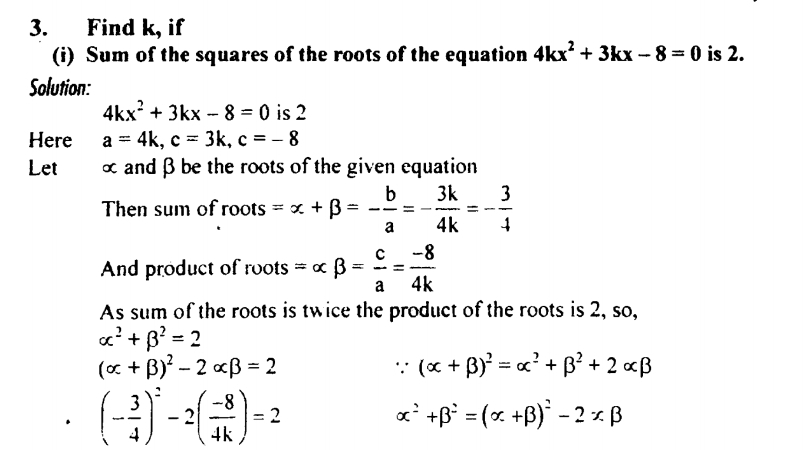 3. Find k, if
(i) Sum of the squares of the roots of the equation 4kx² + 3kx – 8 = 0 is 2.
Solution:
4kx² + 3kx – 8 = 0 is 2
Here a = 4k, c = 3k, c = – 8
Let ∝ and β be the roots of the given equation
Then sum of roots = ∝ + β = – b/a = – 3k/4k = – 3/4
And product of roots = ∝ β = c/a = –8/4k
As sum of the roots is twice the product of the roots is 2, so,
∝² + β² = 2
(∝ + β)² – 2 ∝β = 2 ∵ (∝ + β)² = ∝² + β² + 2 ∝β
(– 3/4)² – 2(–8/4k) = 2 ∝² +β² = (∝ +β)² – 2 ∝ β